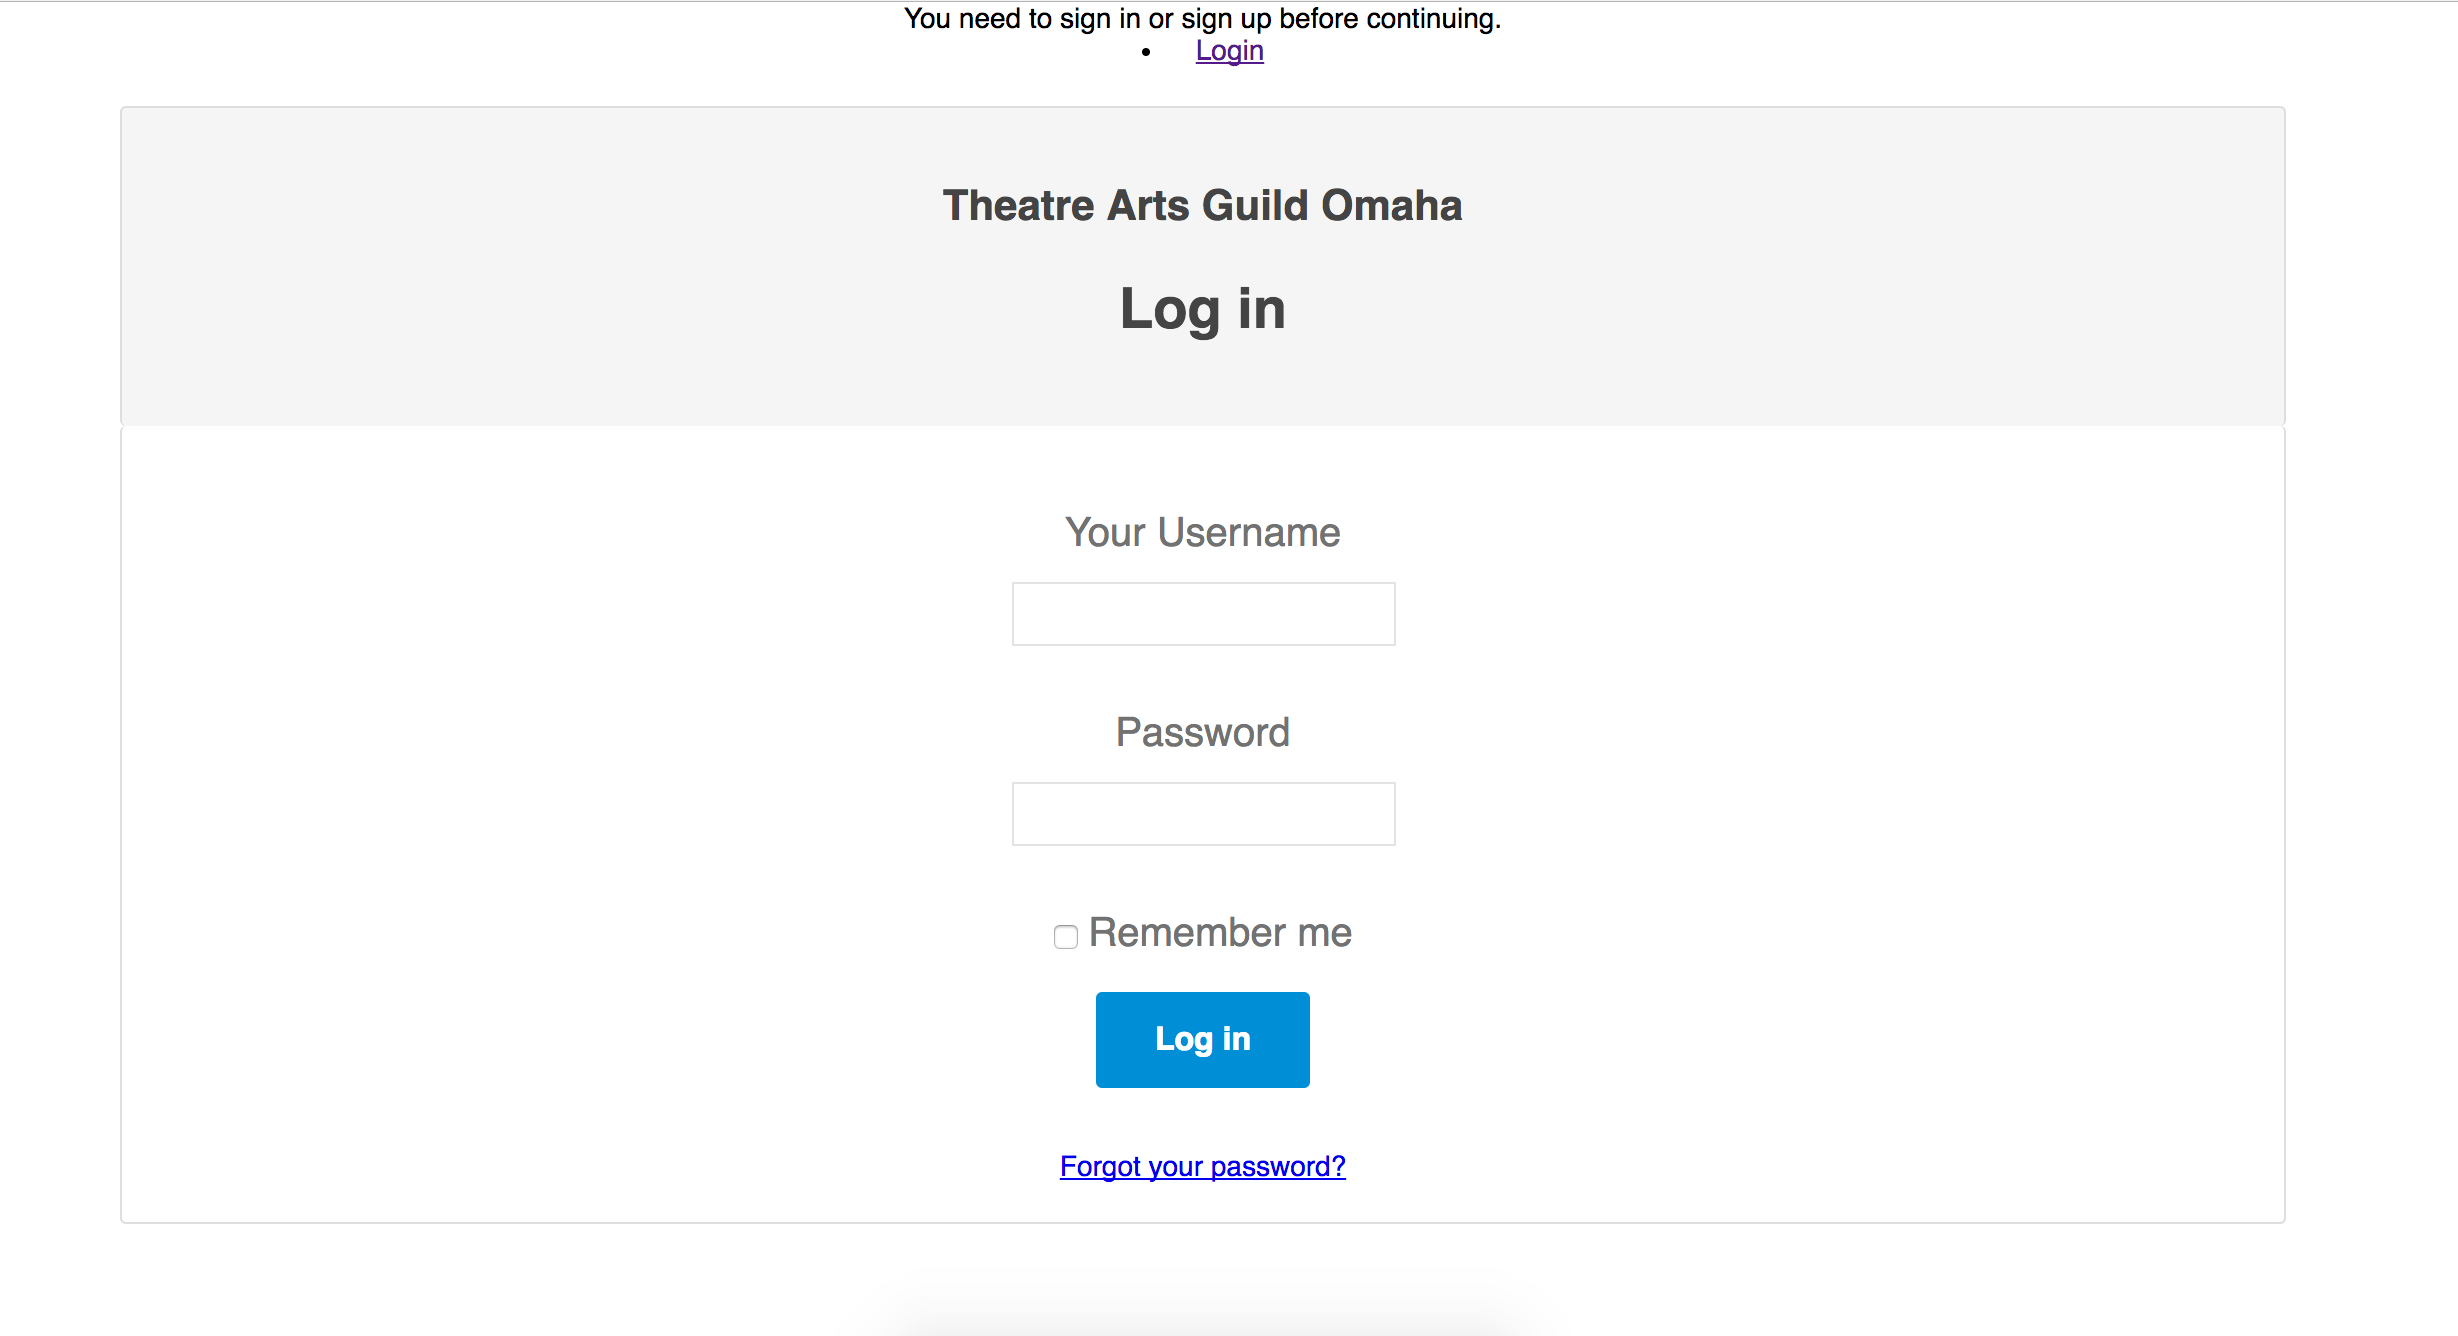 You need to sign in or sign up before continuing.
• Login
Theatre Arts Guild Omaha
Log in
Your Username
Password
Remember me
Log in
Forgot your password?